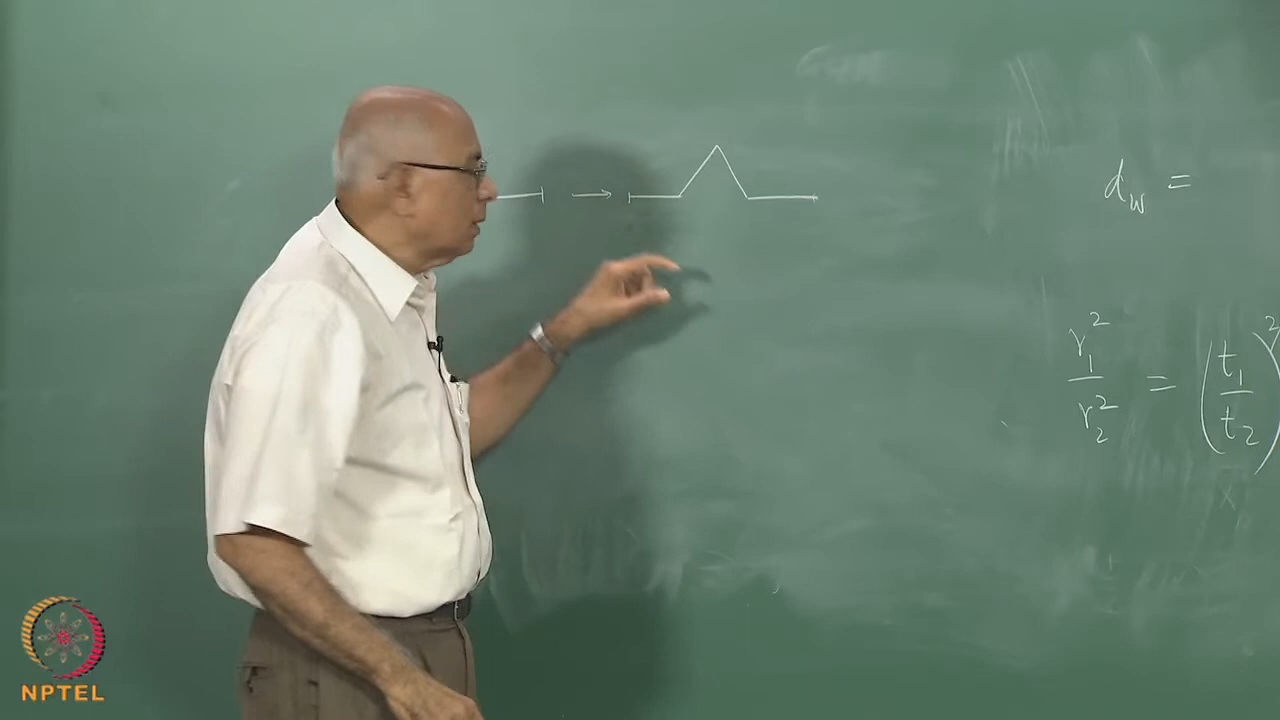 d_w =
r_1^2 / r_2^2 = (t_1 / t_2)^2
NPTEL